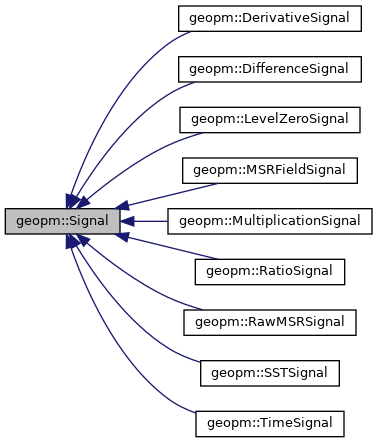 geopm::DerivativeSignal
geopm::DifferenceSignal
geopm::LevelZeroSignal
geopm::MSRFieldSignal
geopm::Signal
geopm::MultiplicationSignal
geopm::RatioSignal
geopm::RawMSRSignal
geopm::SSTSignal
geopm::TimeSignal